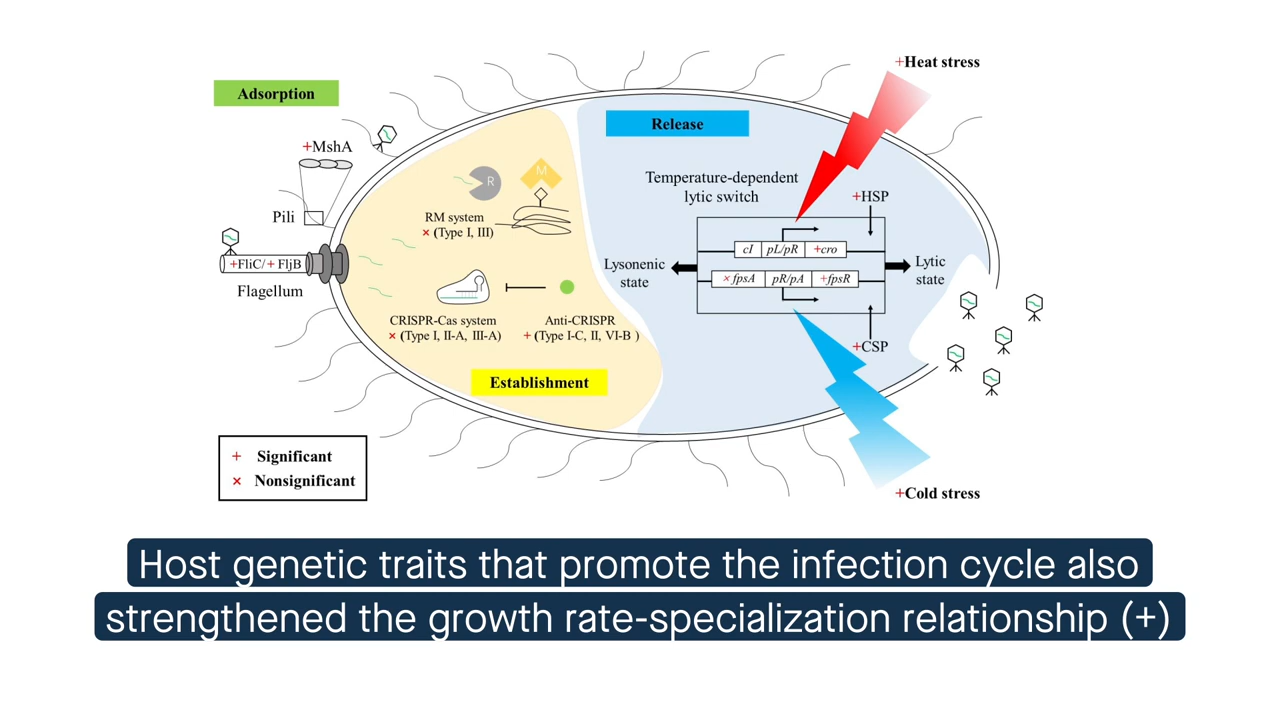 +Heat stress
Adsorption
Release
+MshA
M
R
Temperature-dependent
lytic switch
+HSP
Pili
RM system
× (Type I, III)
cI pL/pR +cro
+FliC/+ FljB
Flagellum
Lysonenic
state
Lytic
state
× fpsA pR/pA +fpsR
CRISPR-Cas system
× (Type I, II-A, III-A)
Anti-CRISPR
+ (Type I-C, II, VI-B )
+CSP
Establishment
+ Significant
× Nonsignificant
+Cold stress
Host genetic traits that promote the infection cycle also
strengthened the growth rate-specialization relationship (+)